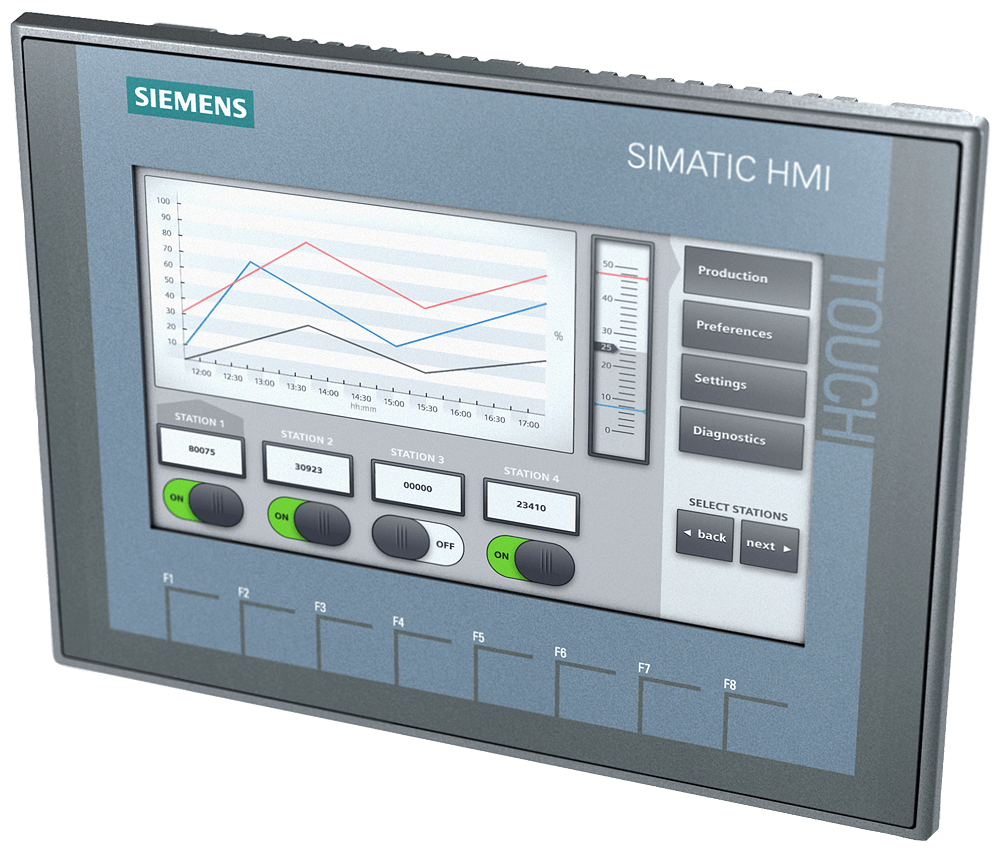 SIEMENS
SIMATIC HMI
TOUCH
100
90
80
70
60
50
40
30
20
10
%
12:00 12:30 13:00 13:30 14:00 14:30 15:00 15:30 16:00 16:30 17:00
hh:mm
50
40
30
25
20
10
0
Production
Preferences
Settings
Diagnostics
SELECT STATIONS
◄ back
next ►
STATION 1
STATION 2
STATION 3
STATION 4
80075
30923
00000
23410
ON
ON
OFF
ON
F1
F2
F3
F4
F5
F6
F7
F8